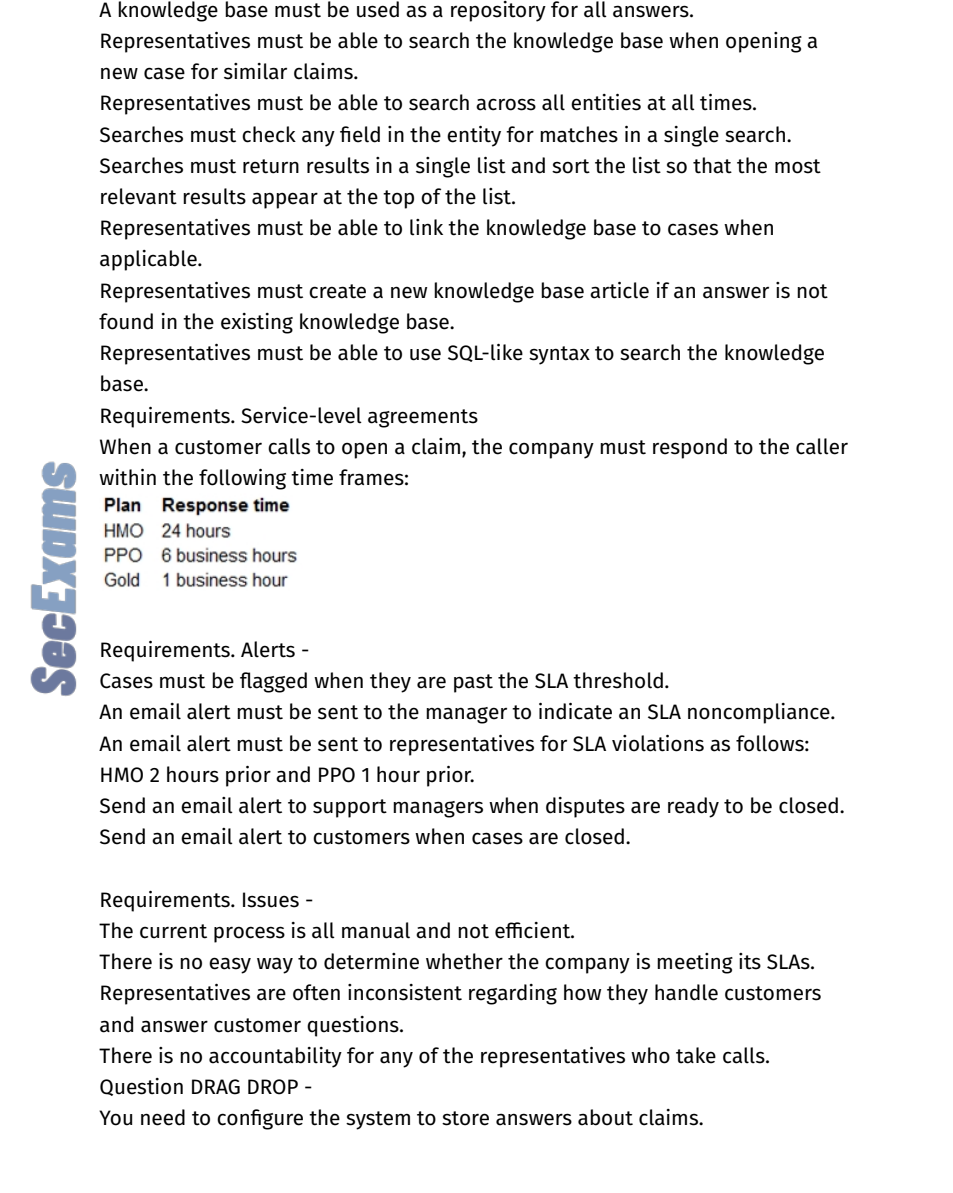 A knowledge base must be used as a repository for all answers.
Representatives must be able to search the knowledge base when opening a
new case for similar claims.
Representatives must be able to search across all entities at all times.
Searches must check any field in the entity for matches in a single search.
Searches must return results in a single list and sort the list so that the most
relevant results appear at the top of the list.
Representatives must be able to link the knowledge base to cases when
applicable.
Representatives must create a new knowledge base article if an answer is not
found in the existing knowledge base.
Representatives must be able to use SQL-like syntax to search the knowledge
base.
Requirements. Service-level agreements
When a customer calls to open a claim, the company must respond to the caller
within the following time frames:
Plan Response time
HMO 24 hours
PPO 6 business hours
Gold 1 business hour
SecExams
Requirements. Alerts -
Cases must be flagged when they are past the SLA threshold.
An email alert must be sent to the manager to indicate an SLA noncompliance.
An email alert must be sent to representatives for SLA violations as follows:
HMO 2 hours prior and PPO 1 hour prior.
Send an email alert to support managers when disputes are ready to be closed.
Send an email alert to customers when cases are closed.
Requirements. Issues -
The current process is all manual and not efficient.
There is no easy way to determine whether the company is meeting its SLAs.
Representatives are often inconsistent regarding how they handle customers
and answer customer questions.
There is no accountability for any of the representatives who take calls.
Question DRAG DROP -
You need to configure the system to store answers about claims.